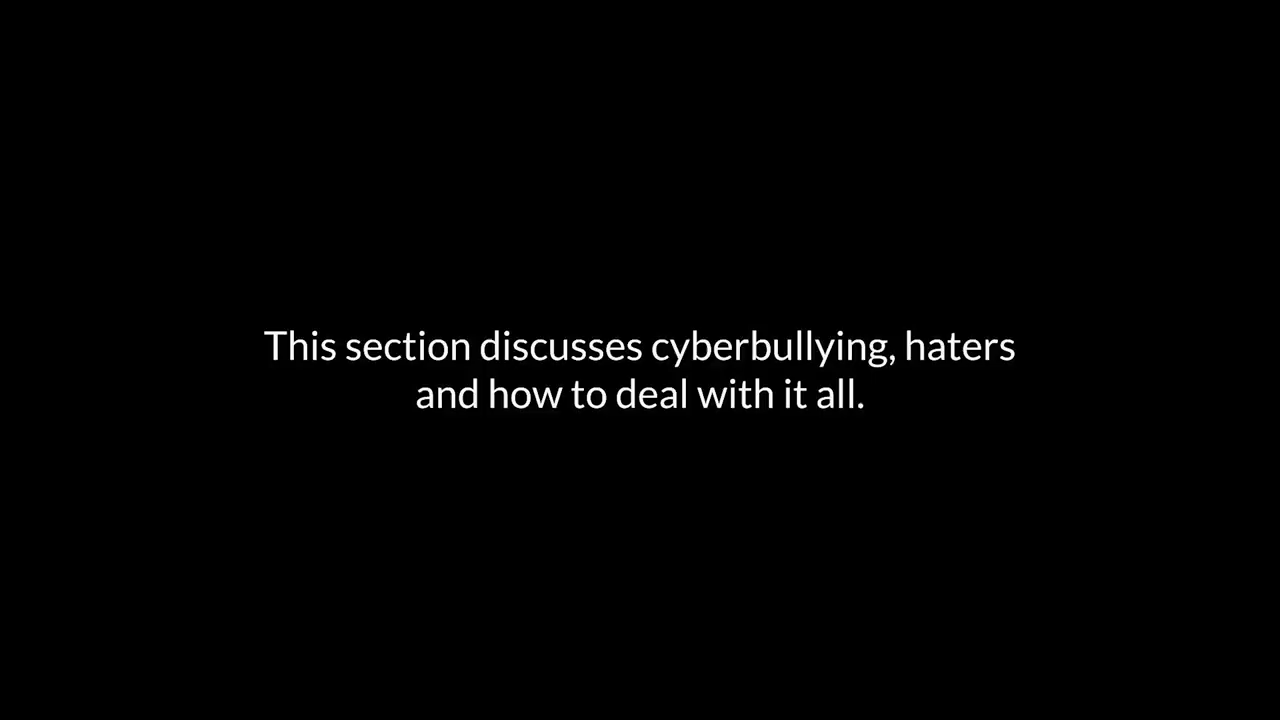 This section discusses cyberbullying, haters
and how to deal with it all.